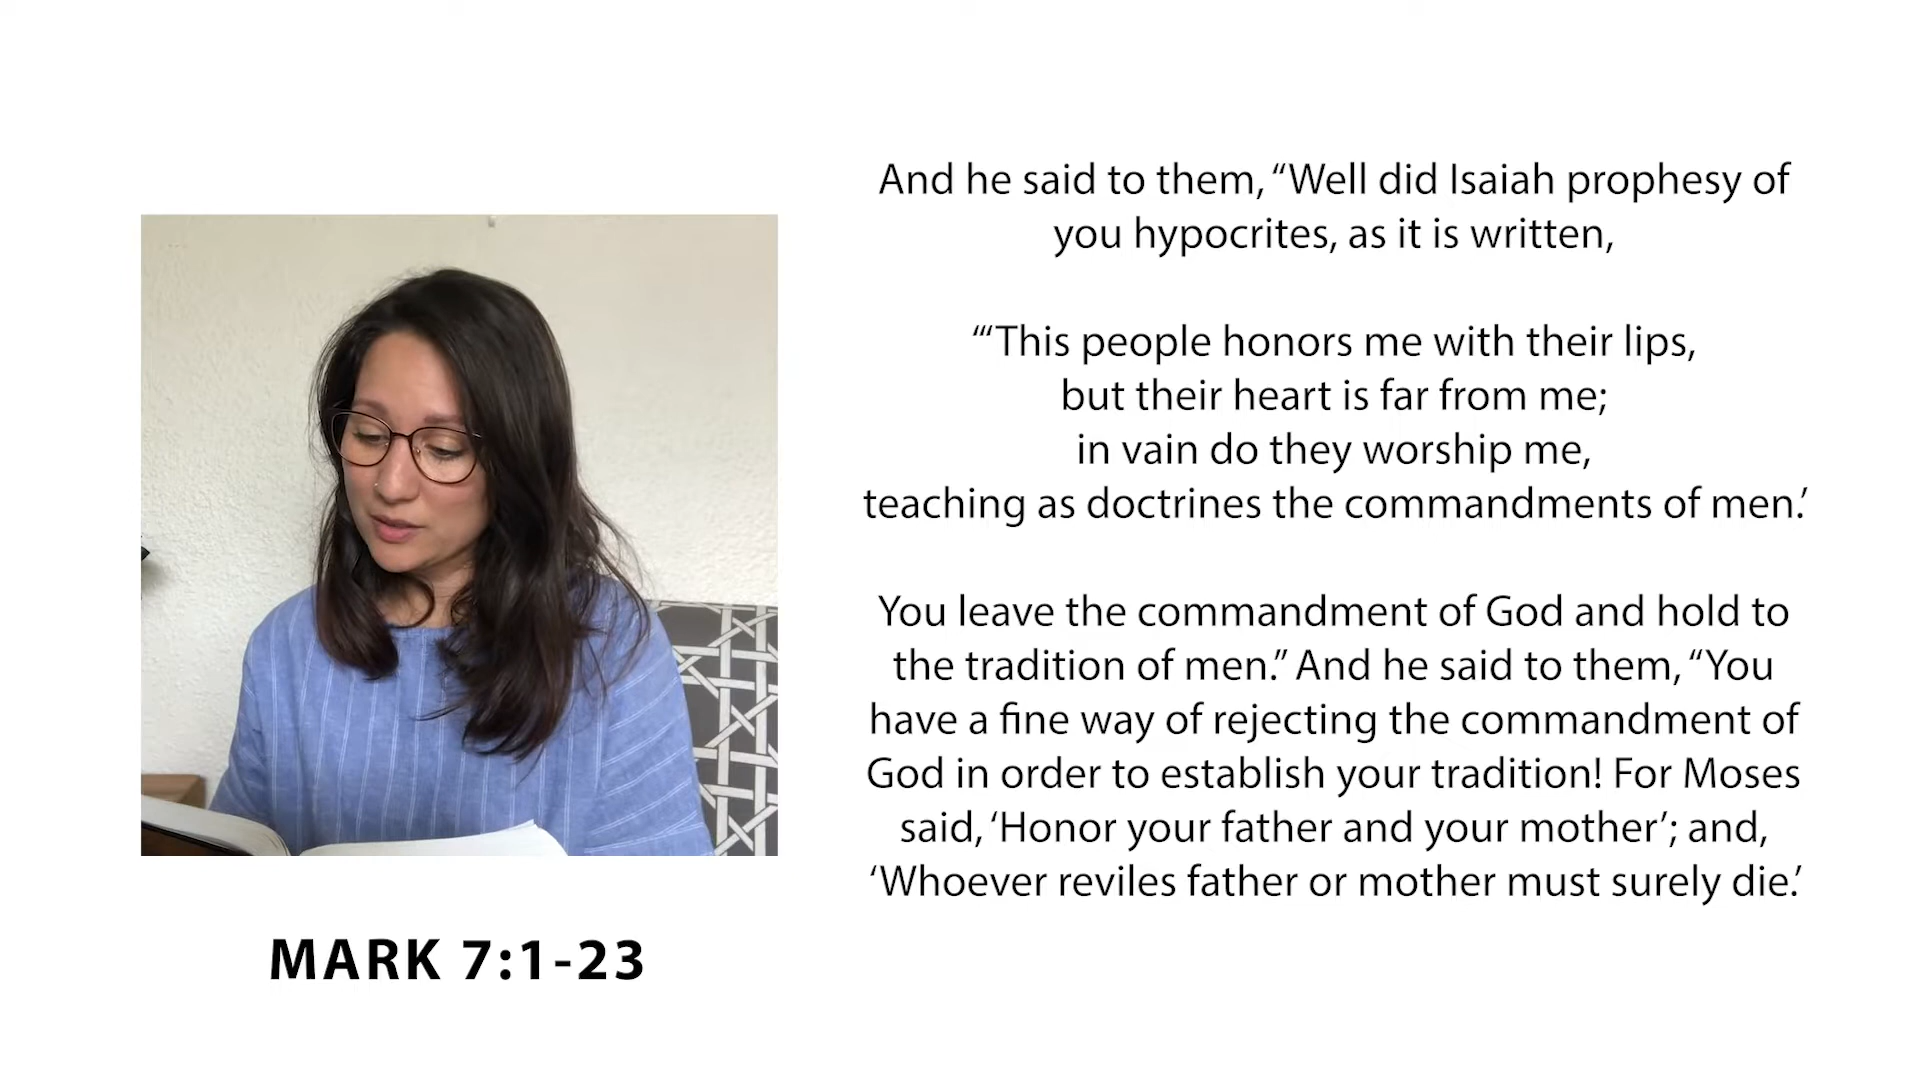 And he said to them, “Well did Isaiah prophesy of
you hypocrites, as it is written,
“‘This people honors me with their lips,
but their heart is far from me;
in vain do they worship me,
teaching as doctrines the commandments of men.’
You leave the commandment of God and hold to
the tradition of men.” And he said to them, “You
have a fine way of rejecting the commandment of
God in order to establish your tradition! For Moses
said, ‘Honor your father and your mother’; and,
‘Whoever reviles father or mother must surely die.’
MARK 7:1-23